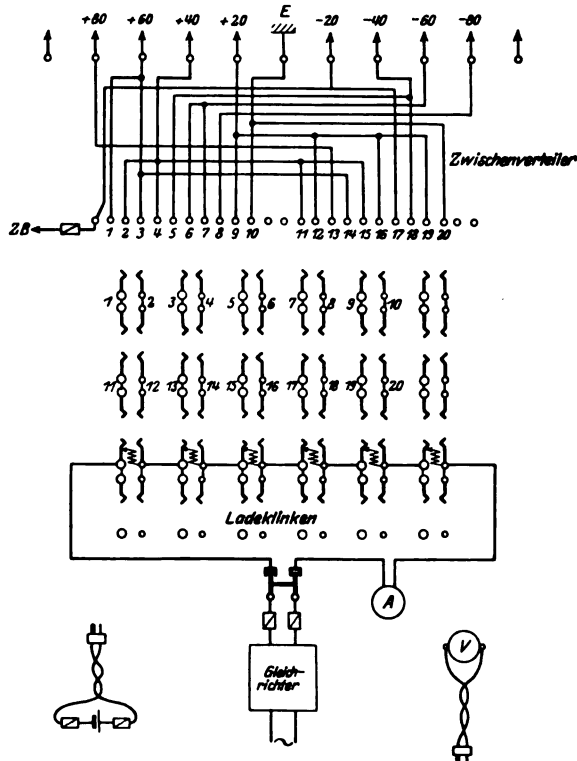 +80 +60 +40 +20 E -20 -40 -60 -80
Zwischenverteiler
ZB
1 2 3 4 5 6 7 8 9 10 11 12 13 14 15 16 17 18 19 20
1 2 3 4 5 6 7 8 9 10
11 12 13 14 15 16 17 18 19 20
Ladeklinken
A
Gleich-
richter
V